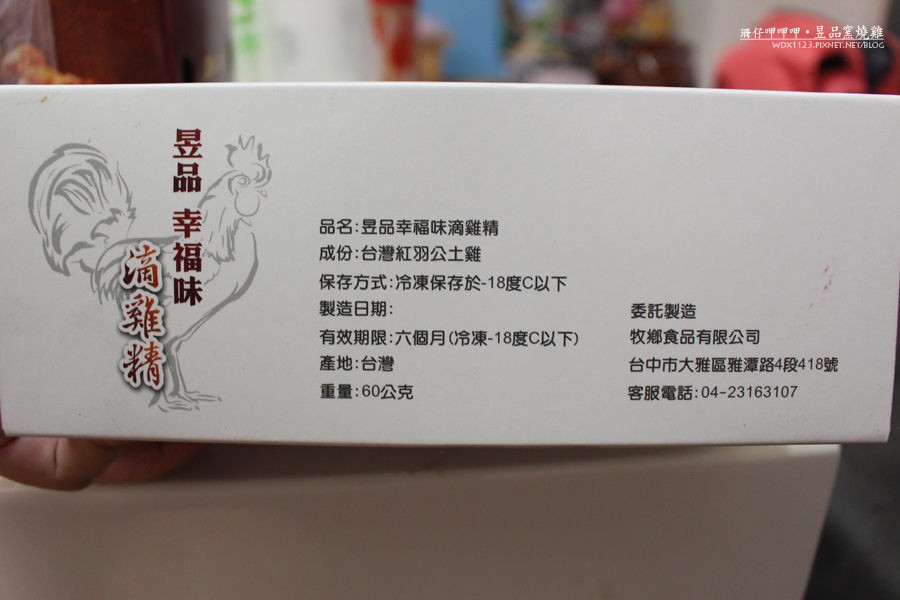 瑪仔呷呷呷・昱品窯燒雞
WDX1123.PIXNET.NET/BLOG
昱品 幸福味
滴雞精
品名:昱品幸福味滴雞精
成份:台灣紅羽公土雞
保存方式:冷凍保存於-18度C以下
製造日期:
有效期限:六個月(冷凍-18度C以下)
產地:台灣
重量:60公克
委託製造
牧鄉食品有限公司
台中市大雅區雅潭路4段418號
客服電話:04-23163107